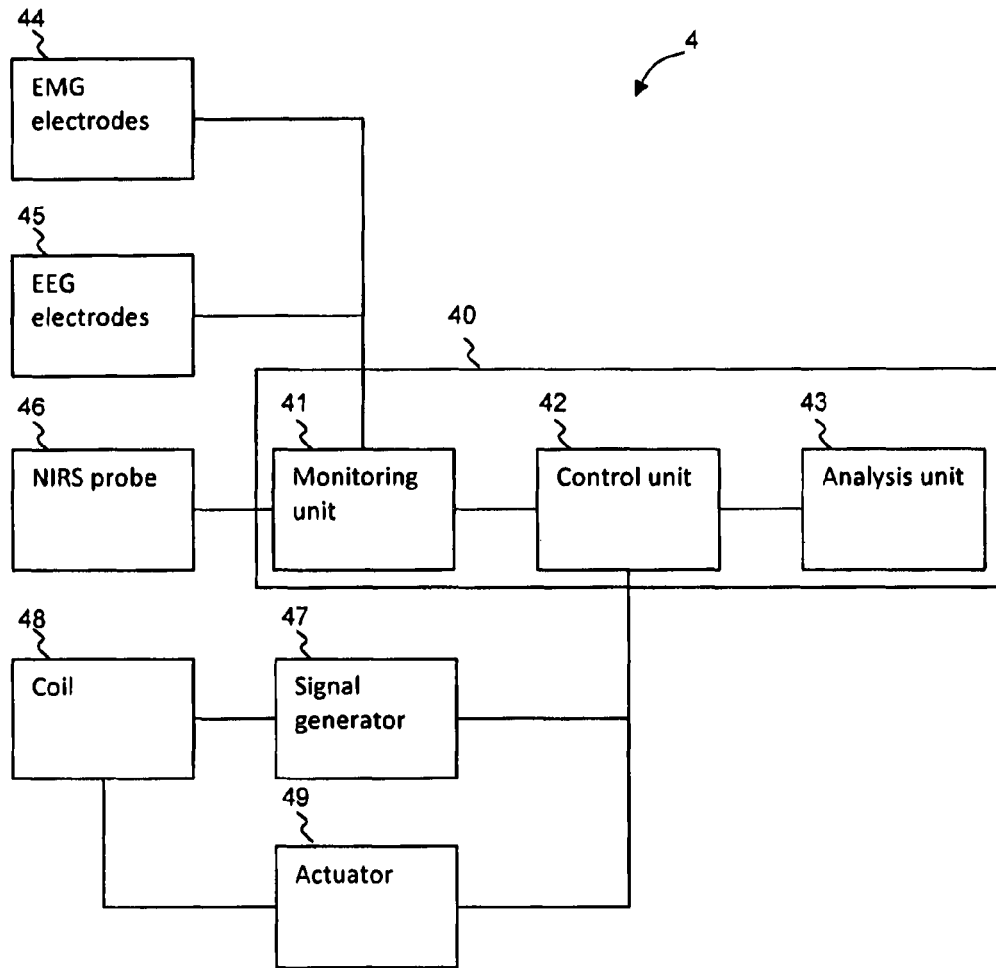 44
4
EMG
electrodes
45
EEG
electrodes
40
46
41
42
43
NIRS probe
Monitoring
unit
Control unit
Analysis unit
48
47
Coil
Signal
generator
49
Actuator